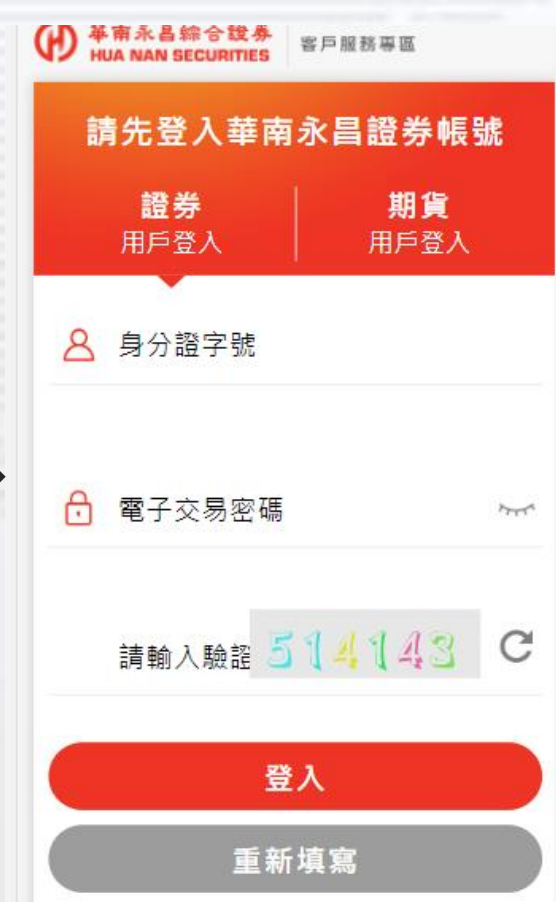 華南永昌綜合證券 客戶服務專區
HUA NAN SECURITIES
請先登入華南永昌證券帳號
證券 期貨
用戶登入 用戶登入
身分證字號
電子交易密碼
請輸入驗證 514143
登入
重新填寫